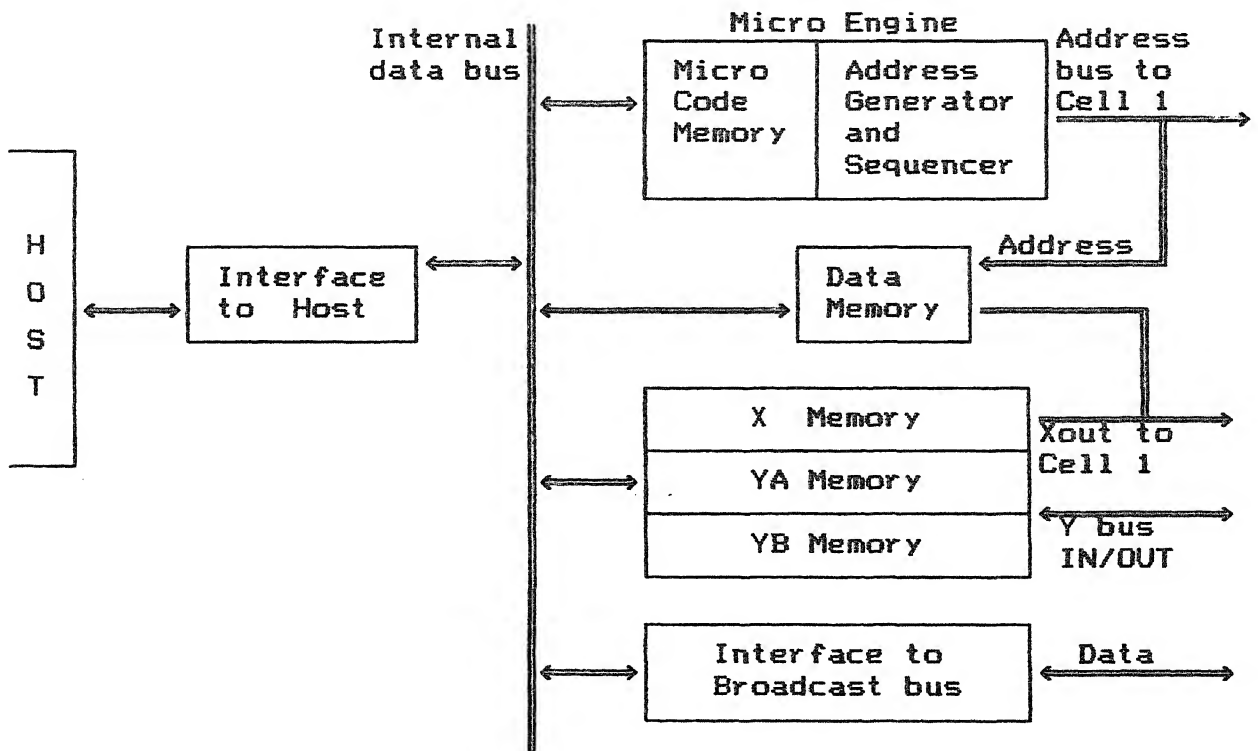 Micro Engine
Internal
data bus
Micro
Code
Memory
Address
Generator
and
Sequencer
Address
bus to
Cell 1
H
O
S
T
Interface
to Host
Address
Data
Memory
X Memory
YA Memory
YB Memory
Xout to
Cell 1
Y bus
IN/OUT
Interface to
Broadcast bus
Data